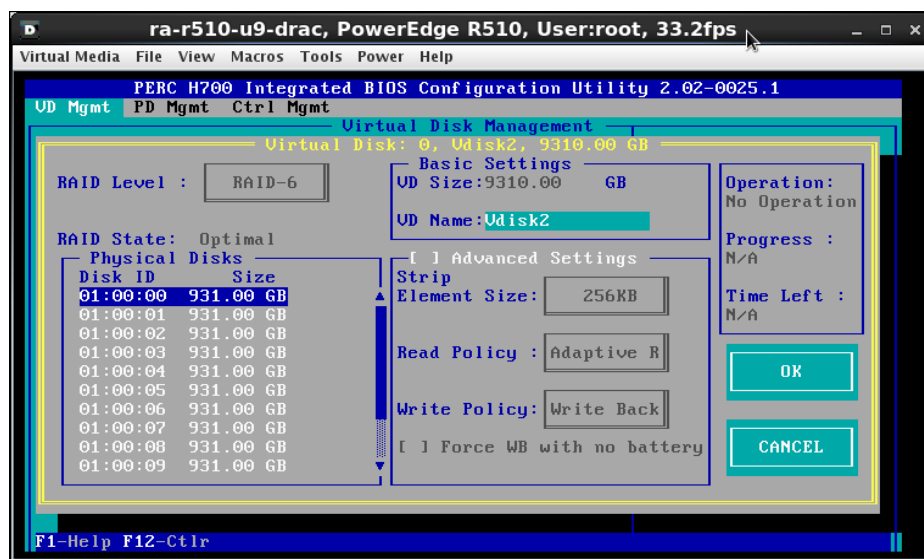 ra-r510-u9-drac, PowerEdge R510, User:root, 33.2fps
Virtual Media File View Macros Tools Power Help
PERC H700 Integrated BIOS Configuration Utility 2.02-0025.1
VD Mgmt PD Mgmt Ctrl Mgmt
Virtual Disk Management
Virtual Disk: 0, Vdisk2, 9310.00 GB
RAID Level : RAID-6
RAID State: Optimal
Physical Disks
Disk ID Size
01:00:00 931.00 GB
01:00:01 931.00 GB
01:00:02 931.00 GB
01:00:03 931.00 GB
01:00:04 931.00 GB
01:00:05 931.00 GB
01:00:06 931.00 GB
01:00:07 931.00 GB
01:00:08 931.00 GB
01:00:09 931.00 GB
Basic Settings
VD Size:9310.00 GB
VD Name:Vdisk2
[ ] Advanced Settings
Strip
Element Size: 256KB
Read Policy : Adaptive R
Write Policy: Write Back
[ ] Force WB with no battery
Operation:
No Operation
Progress :
N/A
Time Left :
N/A
OK
CANCEL
F1-Help F12-Ctlr